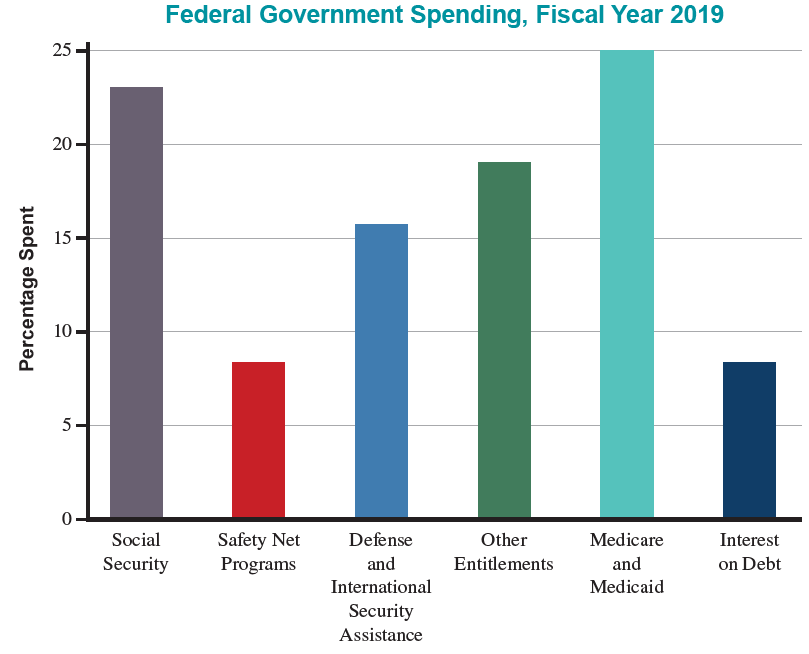 Federal Government Spending, Fiscal Year 2019
Percentage Spent
25
20
15
10
5
0
Social
Security
Safety Net
Programs
Defense
and
International
Security
Assistance
Other
Entitlements
Medicare
and
Medicaid
Interest
on Debt